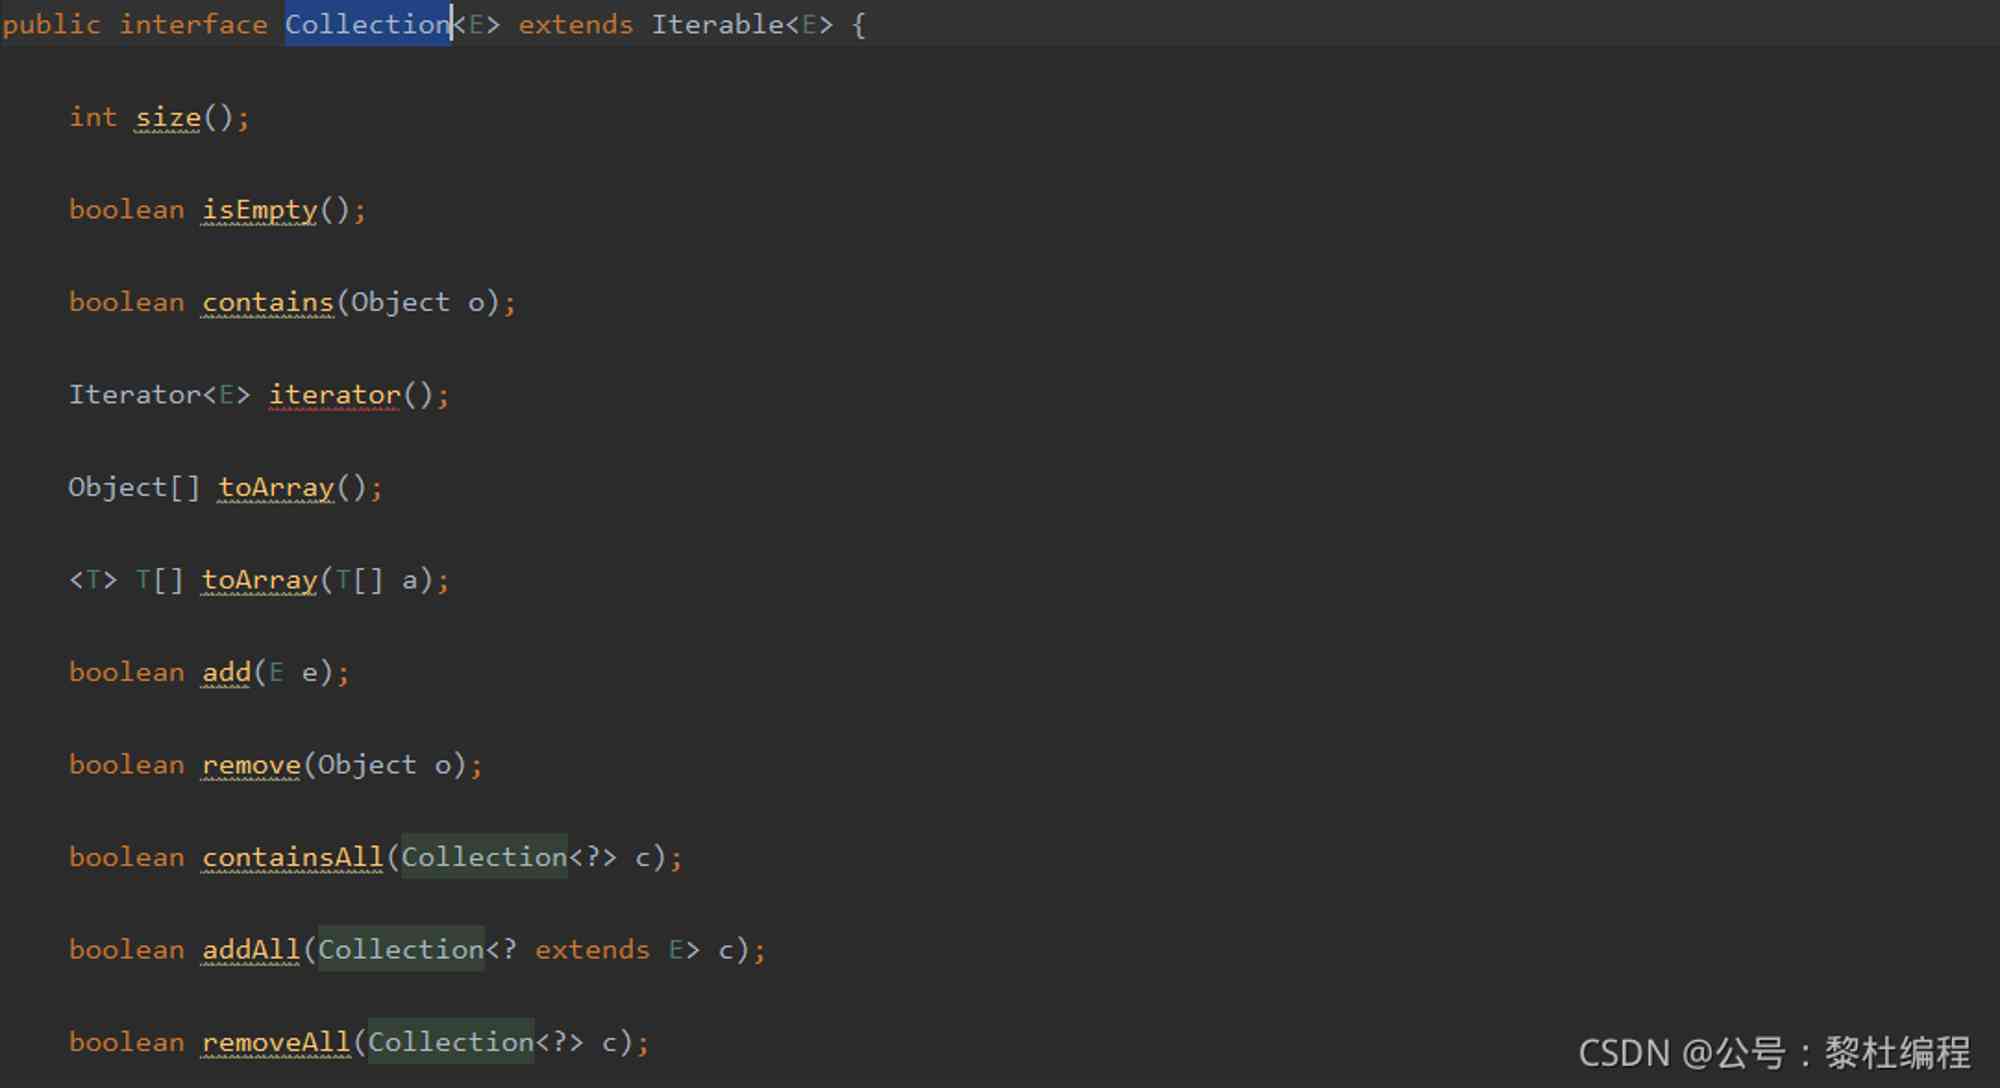 public interface Collection<E> extends Iterable<E> {
int size();
boolean isEmpty();
boolean contains(Object o);
Iterator<E> iterator();
Object[] toArray();
<T> T[] toArray(T[] a);
boolean add(E e);
boolean remove(Object o);
boolean containsAll(Collection<?> c);
boolean addAll(Collection<? extends E> c);
boolean removeAll(Collection<?> c);
CSDN @公号：黎杜编程